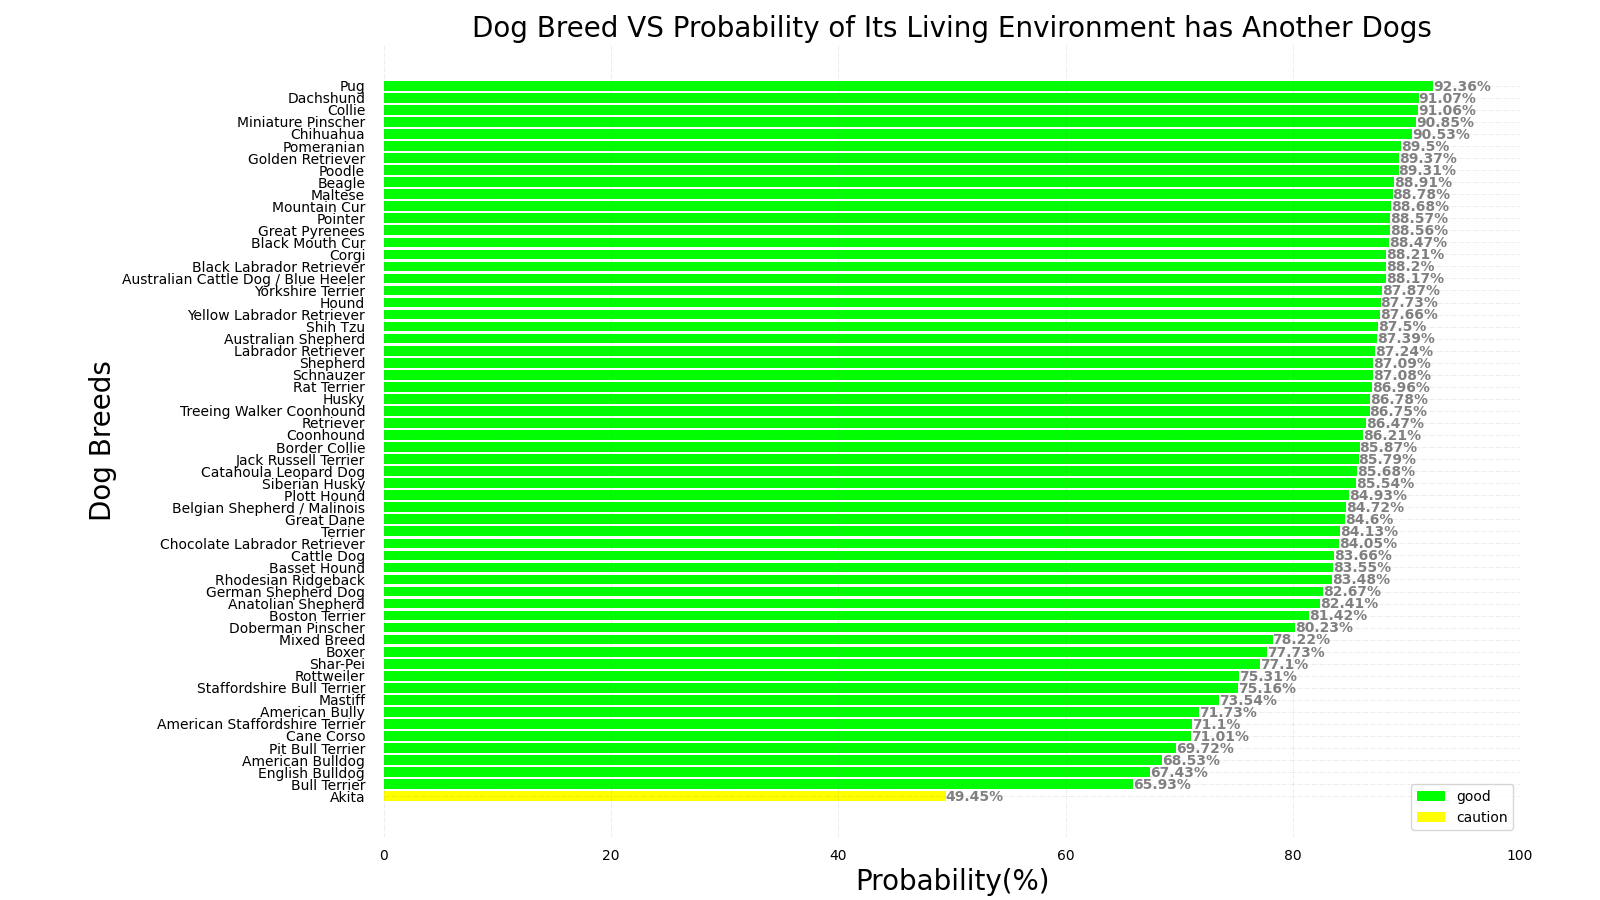 Dog Breed VS Probability of Its Living Environment has Another Dogs
Dog Breeds
Pug 92.36%
Dachshund 91.07%
Collie 91.06%
Miniature Pinscher 90.85%
Chihuahua 90.53%
Pomeranian 89.5%
Golden Retriever 89.37%
Poodle 89.31%
Beagle 88.91%
Maltese 88.78%
Mountain Cur 88.68%
Pointer 88.57%
Great Pyrenees 88.56%
Black Mouth Cur 88.47%
Corgi 88.21%
Black Labrador Retriever 88.2%
Australian Cattle Dog / Blue Heeler 88.17%
Yorkshire Terrier 87.87%
Hound 87.73%
Yellow Labrador Retriever 87.66%
Shih Tzu 87.5%
Australian Shepherd 87.39%
Labrador Retriever 87.24%
Shepherd 87.09%
Schnauzer 87.08%
Rat Terrier 86.96%
Husky 86.78%
Treeing Walker Coonhound 86.75%
Retriever 86.47%
Coonhound 86.21%
Border Collie 85.87%
Jack Russell Terrier 85.79%
Catahoula Leopard Dog 85.68%
Siberian Husky 85.54%
Plott Hound 84.93%
Belgian Shepherd / Malinois 84.72%
Great Dane 84.6%
Terrier 84.13%
Chocolate Labrador Retriever 84.05%
Cattle Dog 83.66%
Basset Hound 83.55%
Rhodesian Ridgeback 83.48%
German Shepherd Dog 82.67%
Anatolian Shepherd 82.41%
Boston Terrier 81.42%
Doberman Pinscher 80.23%
Mixed Breed 78.22%
Boxer 77.73%
Shar-Pei 77.1%
Rottweiler 75.31%
Staffordshire Bull Terrier 75.16%
Mastiff 73.54%
American Bully 71.73%
American Staffordshire Terrier 71.1%
Cane Corso 71.01%
Pit Bull Terrier 69.72%
American Bulldog 68.53%
English Bulldog 67.43%
Bull Terrier 65.93%
Akita 49.45%
good
caution
0 20 40 60 80 100
Probability(%)